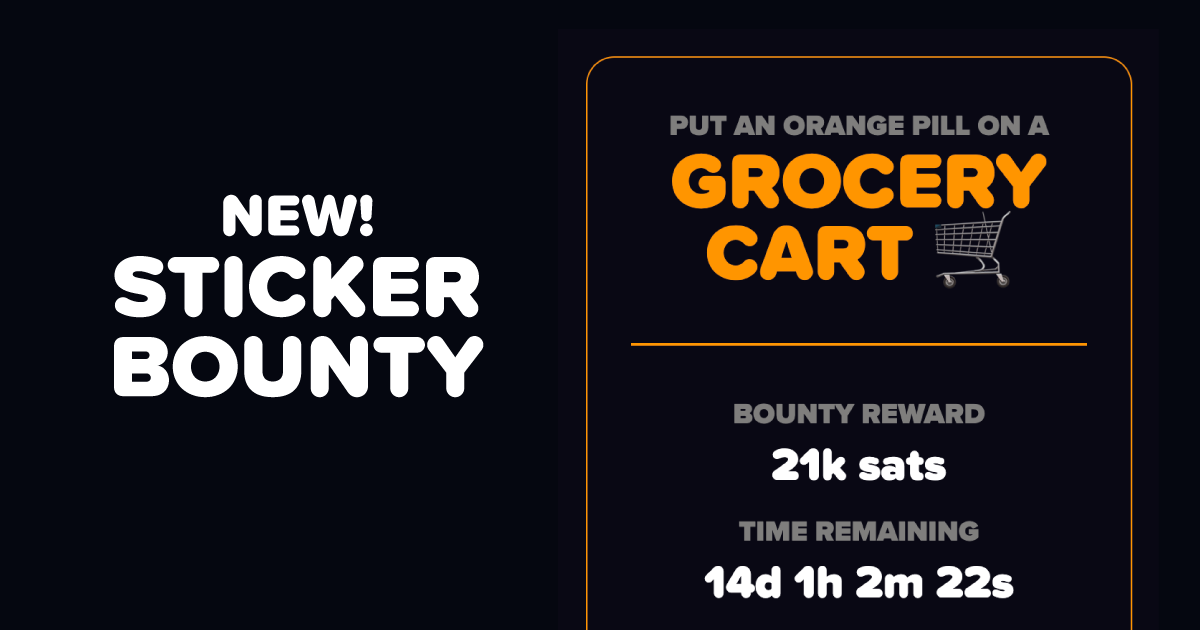 NEW!
STICKER
BOUNTY
PUT AN ORANGE PILL ON A
GROCERY
CART
BOUNTY REWARD
21k sats
TIME REMAINING
14d 1h 2m 22s